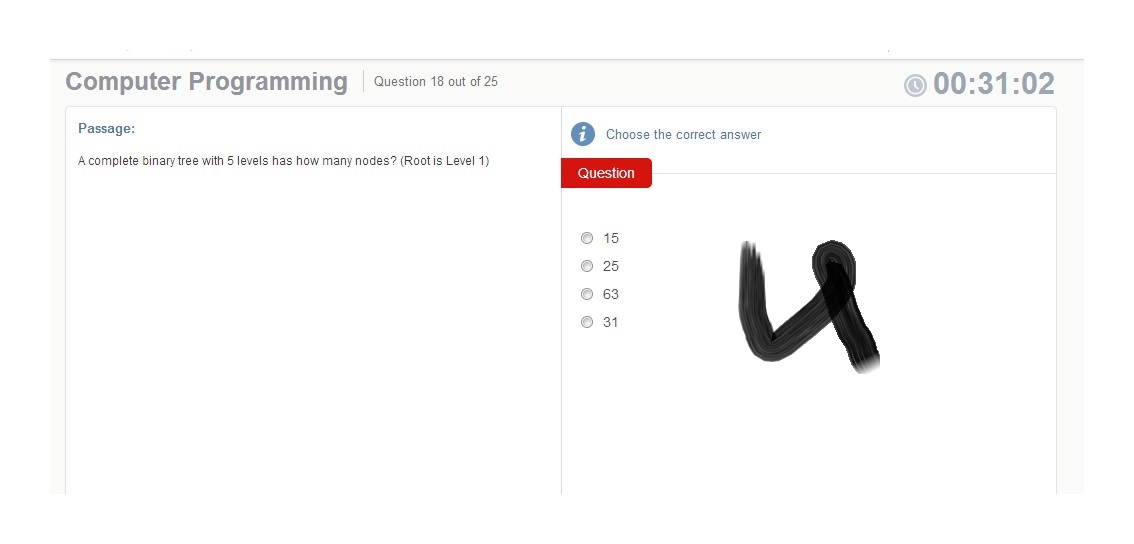 Computer Programming
Question 18 out of 25
00:31:02
Passage:
A complete binary tree with 5 levels has how many nodes? (Root is Level 1)
Choose the correct answer
Question
15
25
63
31